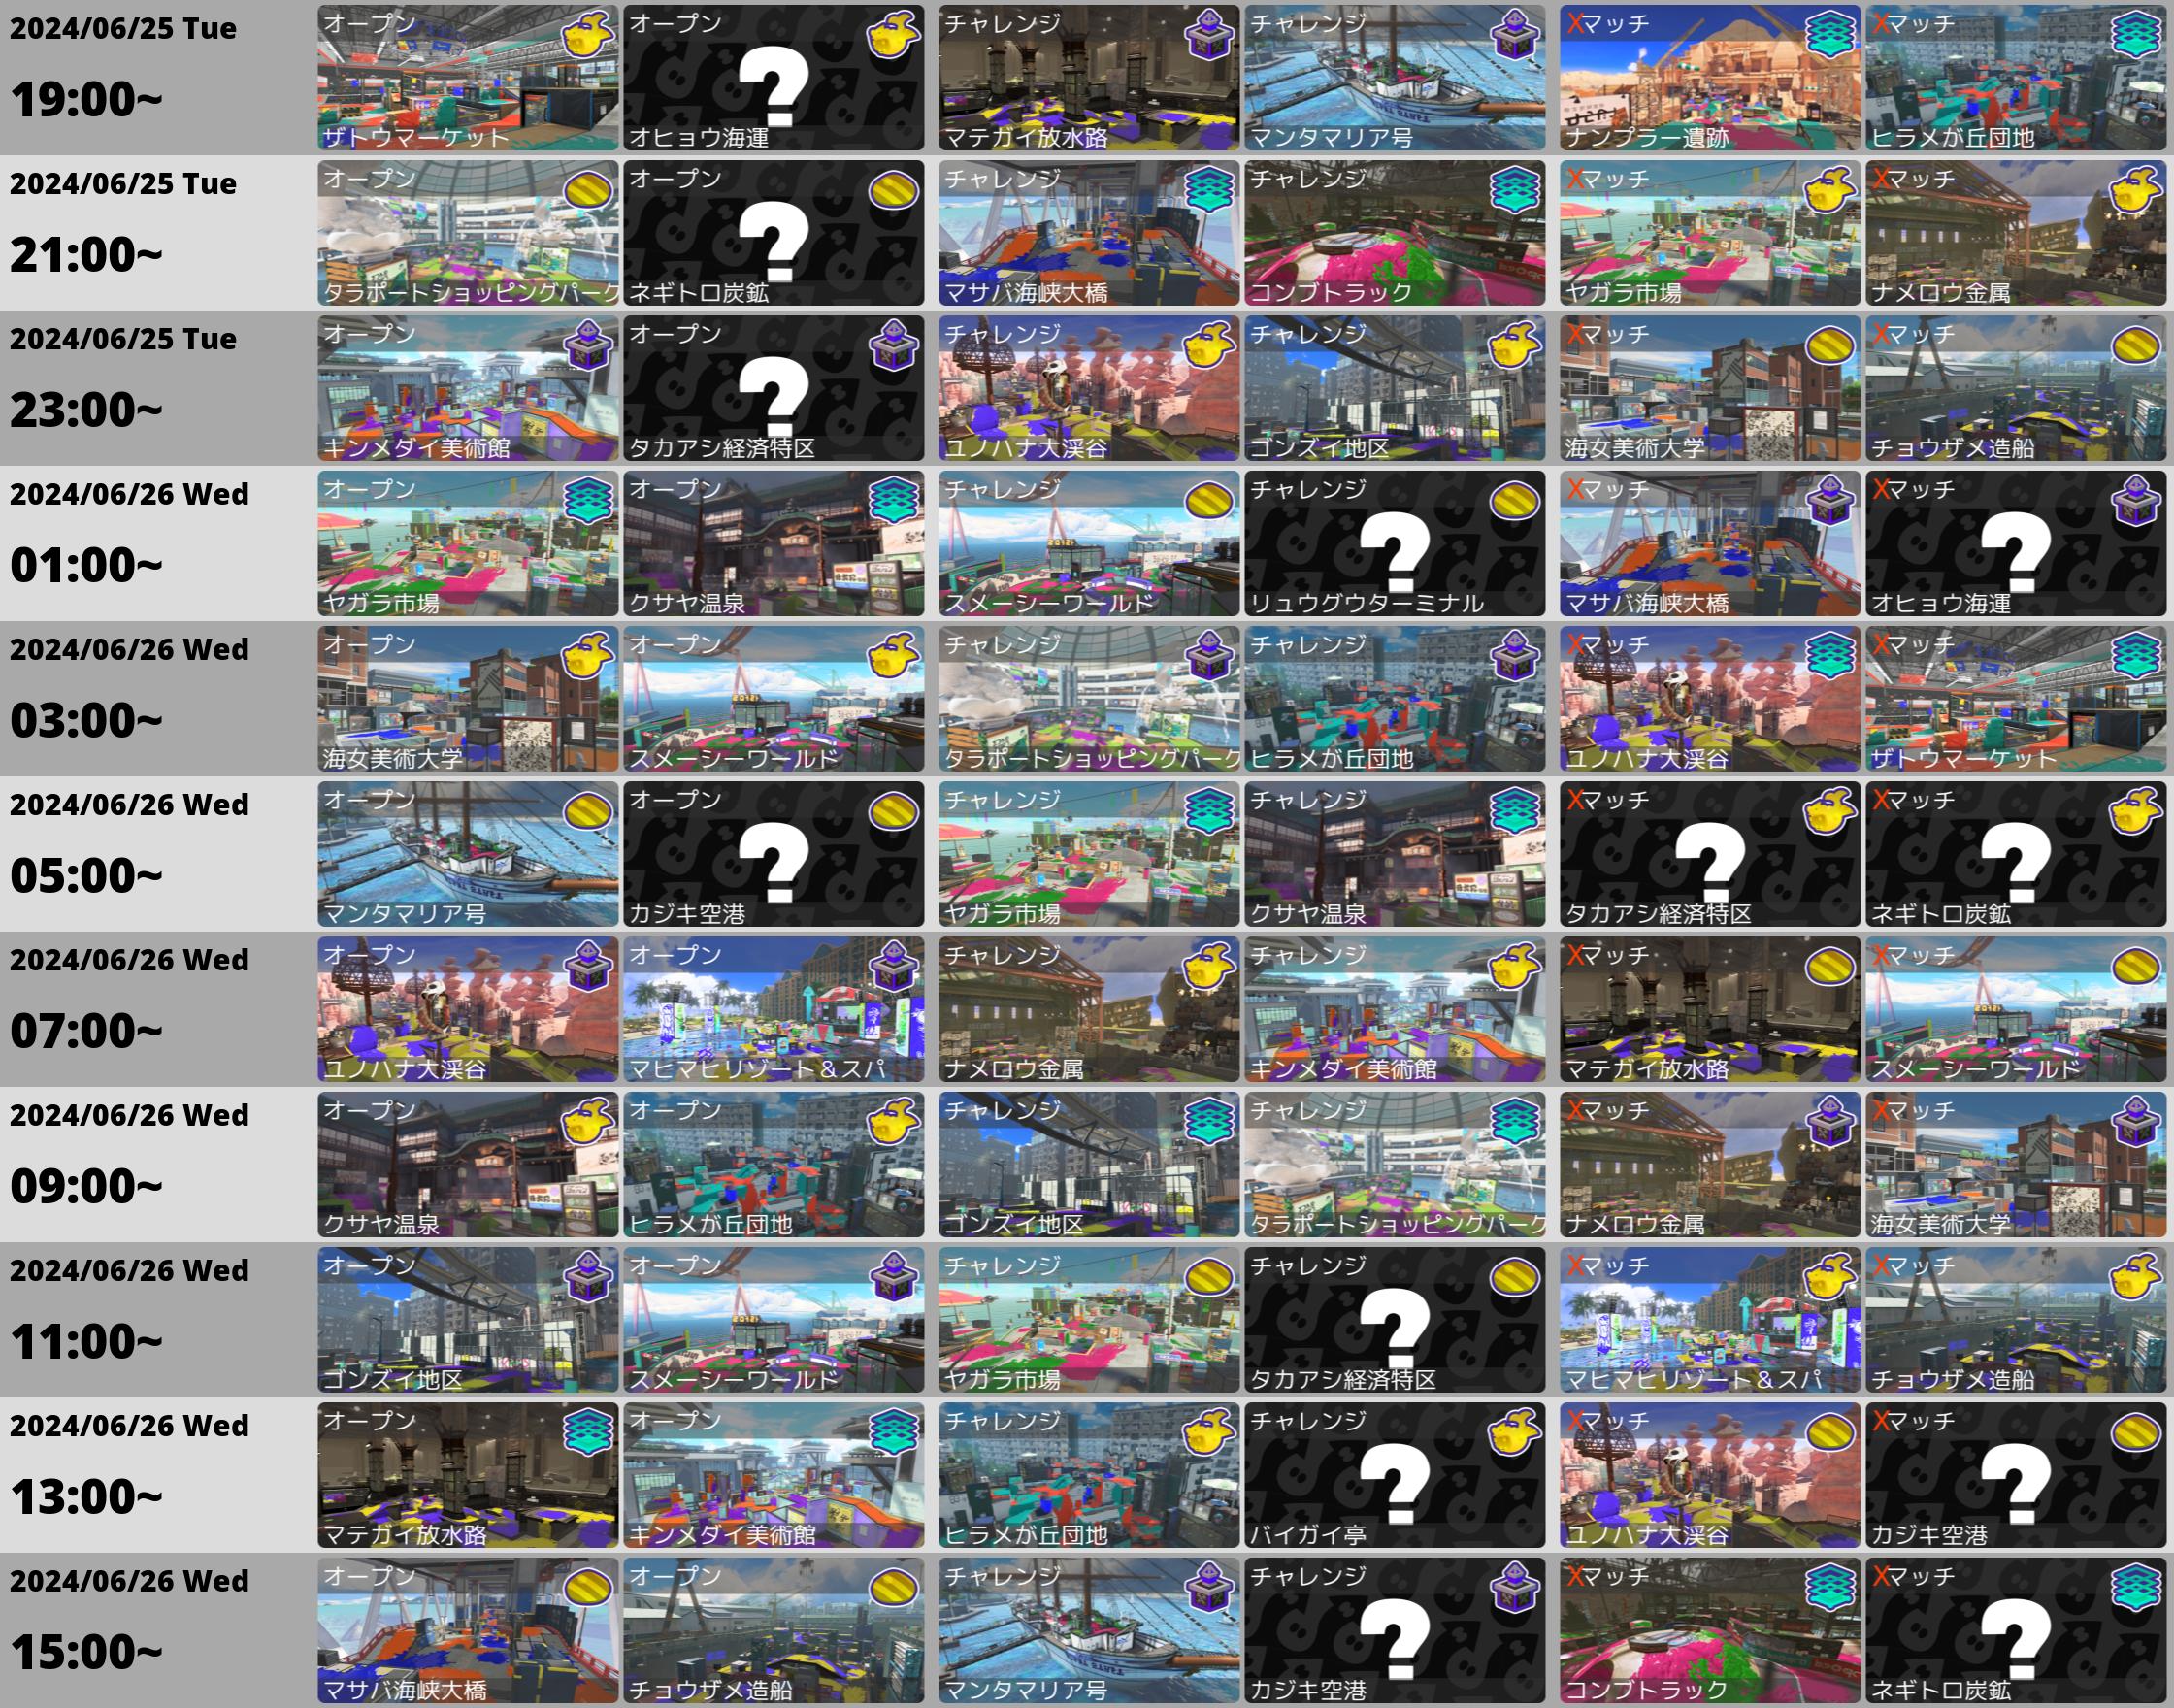 2024/06/25 Tue
19:00~
オープン
ザトウマーケット
オープン
オヒョウ海運
チャレンジ
マテガイ放水路
チャレンジ
マンタマリア号
Xマッチ
ナンプラー遺跡
Xマッチ
ヒラメが丘団地
2024/06/25 Tue
21:00~
オープン
タラポートショッピングパーク
オープン
ネギトロ炭鉱
チャレンジ
マサバ海峡大橋
チャレンジ
コンブトラック
Xマッチ
ヤガラ市場
Xマッチ
ナメロウ金属
2024/06/25 Tue
23:00~
オープン
キンメダイ美術館
オープン
タカアシ経済特区
チャレンジ
ユノハナ大渓谷
チャレンジ
ゴンズイ地区
Xマッチ
海女美術大学
Xマッチ
チョウザメ造船
2024/06/26 Wed
01:00~
オープン
ヤガラ市場
オープン
クサヤ温泉
チャレンジ
スメーシーワールド
チャレンジ
リュウグウターミナル
Xマッチ
マサバ海峡大橋
Xマッチ
オヒョウ海運
2024/06/26 Wed
03:00~
オープン
海女美術大学
オープン
スメーシーワールド
チャレンジ
タラポートショッピングパーク
チャレンジ
ヒラメが丘団地
Xマッチ
ユノハナ大渓谷
Xマッチ
ザトウマーケット
2024/06/26 Wed
05:00~
オープン
マンタマリア号
オープン
カジキ空港
チャレンジ
ヤガラ市場
チャレンジ
クサヤ温泉
Xマッチ
タカアシ経済特区
Xマッチ
ネギトロ炭鉱
2024/06/26 Wed
07:00~
オープン
ユノハナ大渓谷
オープン
マヒマヒリゾート&スパ
チャレンジ
ナメロウ金属
チャレンジ
キンメダイ美術館
Xマッチ
マテガイ放水路
Xマッチ
スメーシーワールド
2024/06/26 Wed
09:00~
オープン
クサヤ温泉
オープン
ヒラメが丘団地
チャレンジ
ゴンズイ地区
チャレンジ
タラポートショッピングパーク
Xマッチ
ナメロウ金属
Xマッチ
海女美術大学
2024/06/26 Wed
11:00~
オープン
ゴンズイ地区
オープン
スメーシーワールド
チャレンジ
ヤガラ市場
チャレンジ
タカアシ経済特区
Xマッチ
マヒマヒリゾート&スパ
Xマッチ
チョウザメ造船
2024/06/26 Wed
13:00~
オープン
マテガイ放水路
オープン
キンメダイ美術館
チャレンジ
ヒラメが丘団地
チャレンジ
バイガイ亭
Xマッチ
ユノハナ大渓谷
Xマッチ
カジキ空港
2024/06/26 Wed
15:00~
オープン
マサバ海峡大橋
オープン
チョウザメ造船
チャレンジ
マンタマリア号
チャレンジ
カジキ空港
Xマッチ
コンブトラック
Xマッチ
ネギトロ炭鉱